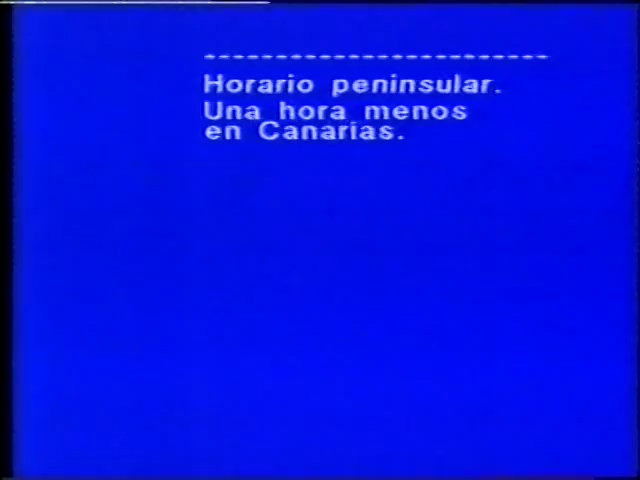 ------------------------
Horario peninsular.
Una hora menos
en Canarias.